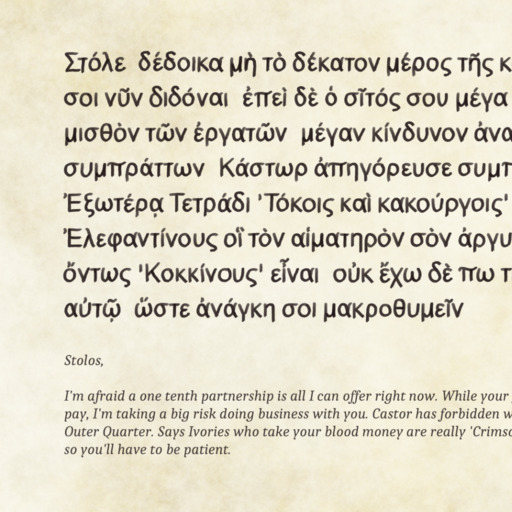 Στόλε δέδοικα μὴ τὸ δέκατον μέρος τῆς
σοι νῦν διδόναι ἐπεὶ δὲ ὁ σῖτός σου μέγα
μισθὸν τῶν ἐργατῶν μέγαν κίνδυνον
συμπράττων Κάστωρ ἀπηγόρευσε
Ἐξωτέρᾳ Τετράδι 'Τόκοις καὶ κακούργοις'
Ἐλεφαντίνους οἳ τὸν αἱματηρὸν σὸν
ὄντως 'Κοκκίνους' εἶναι οὐκ ἔχω δὲ πω
αὐτῷ ὥστε ἀνάγκη σοι μακροθυμεῖν
Stolos,
I'm afraid a one tenth partnership is all I can offer right now. While your
pay, I'm taking a big risk doing business with you. Castor has forbidden
Outer Quarter. Says Ivories who take your blood money are really
so you'll have to be patient.